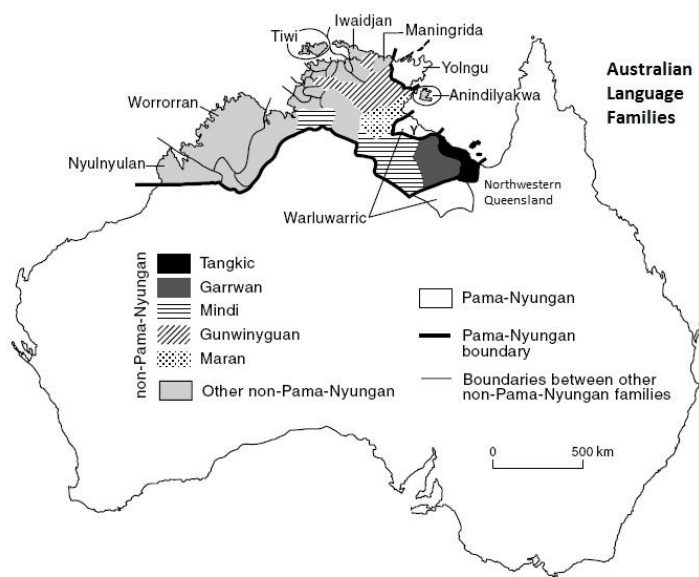 Iwaidjan
Tiwi
Maningrida
Yolngu
Anindilyakwa
Australian
Language
Families
Worrorran
Nyulnyulan
Y
Northwestern
Queensland
Warluwarric
non-Pama-Nyungan
Tangkic
Garrwan
Mindi
Gunwinyguan
Maran
Other non-Pama-Nyungan
Pama-Nyungan
Pama-Nyungan
boundary
Boundaries between other
non-Pama-Nyungan families
0 500 km